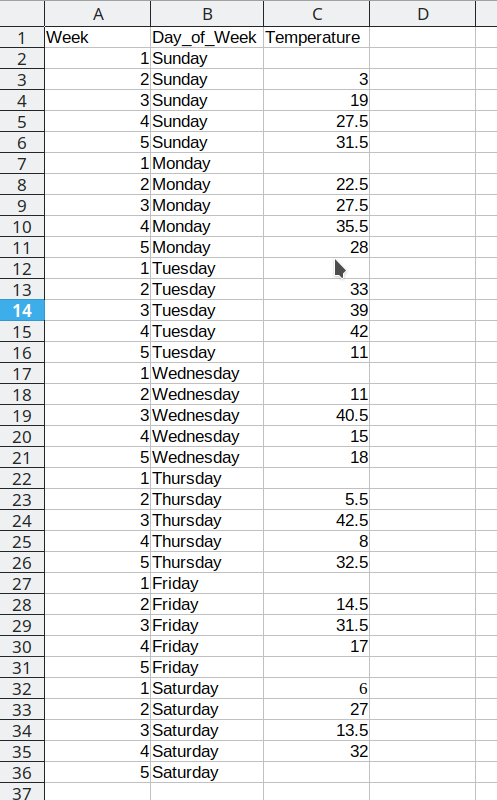 A B C D
1 Week Day_of_Week Temperature
2 1 Sunday
3 2 Sunday 3
4 3 Sunday 19
5 4 Sunday 27.5
6 5 Sunday 31.5
7 1 Monday
8 2 Monday 22.5
9 3 Monday 27.5
10 4 Monday 35.5
11 5 Monday 28
12 1 Tuesday
13 2 Tuesday 33
14 3 Tuesday 39
15 4 Tuesday 42
16 5 Tuesday 11
17 1 Wednesday
18 2 Wednesday 11
19 3 Wednesday 40.5
20 4 Wednesday 15
21 5 Wednesday 18
22 1 Thursday
23 2 Thursday 5.5
24 3 Thursday 42.5
25 4 Thursday 8
26 5 Thursday 32.5
27 1 Friday
28 2 Friday 14.5
29 3 Friday 31.5
30 4 Friday 17
31 5 Friday
32 1 Saturday 6
33 2 Saturday 27
34 3 Saturday 13.5
35 4 Saturday 32
36 5 Saturday
37